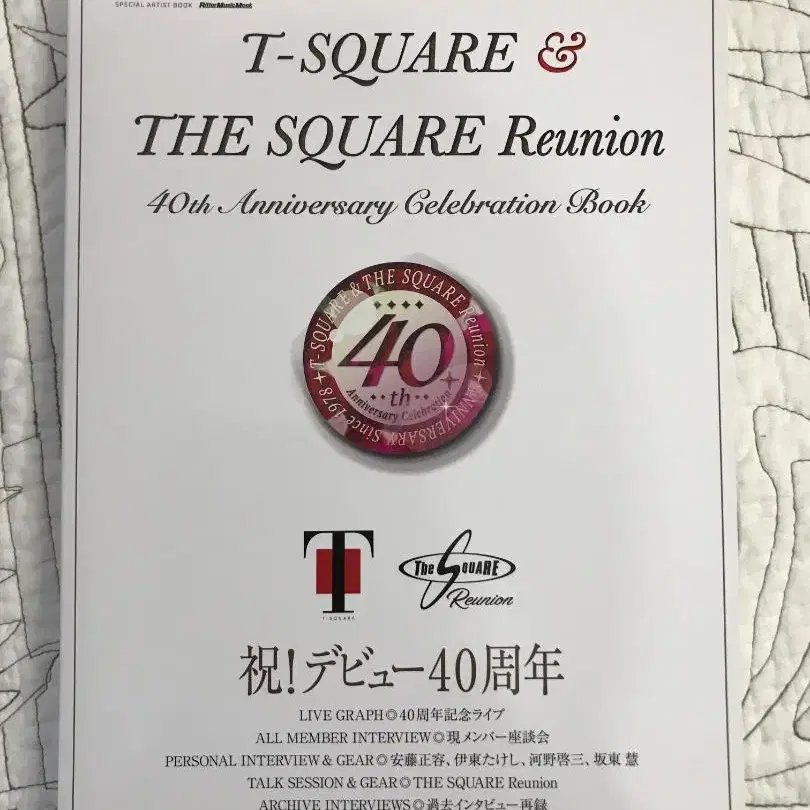 SPECIAL ARTIST BOOK Rittor Music Mook
T-SQUARE &
THE SQUARE Reunion
40th Anniversary Celebration Book
T-SQUARE & THE SQUARE Reunion
ANNIVERSARY Since 1978
40
th
Anniversary Celebration
T
T-SQUARE
The SQUARE
Reunion
祝!デビュー40周年
LIVE GRAPH◎40周年記念ライブ
ALL MEMBER INTERVIEW◎現メンバー座談会
PERSONAL INTERVIEW & GEAR◎安藤正容、伊東たけし、河野啓三、坂東 慧
TALK SESSION & GEAR◎THE SQUARE Reunion
ARCHIVE INTERVIEWS◎過去インタビュー再録